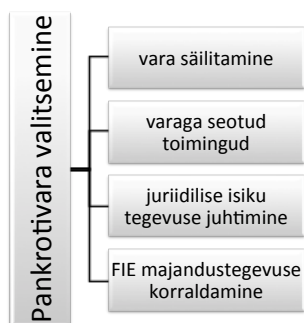 Pankrotivara valitsemine
vara säilitamine
varaga seotud
toimingud
juriidilise isiku
tegevuse juhtimine
FIE majandustegevuse
korraldamine